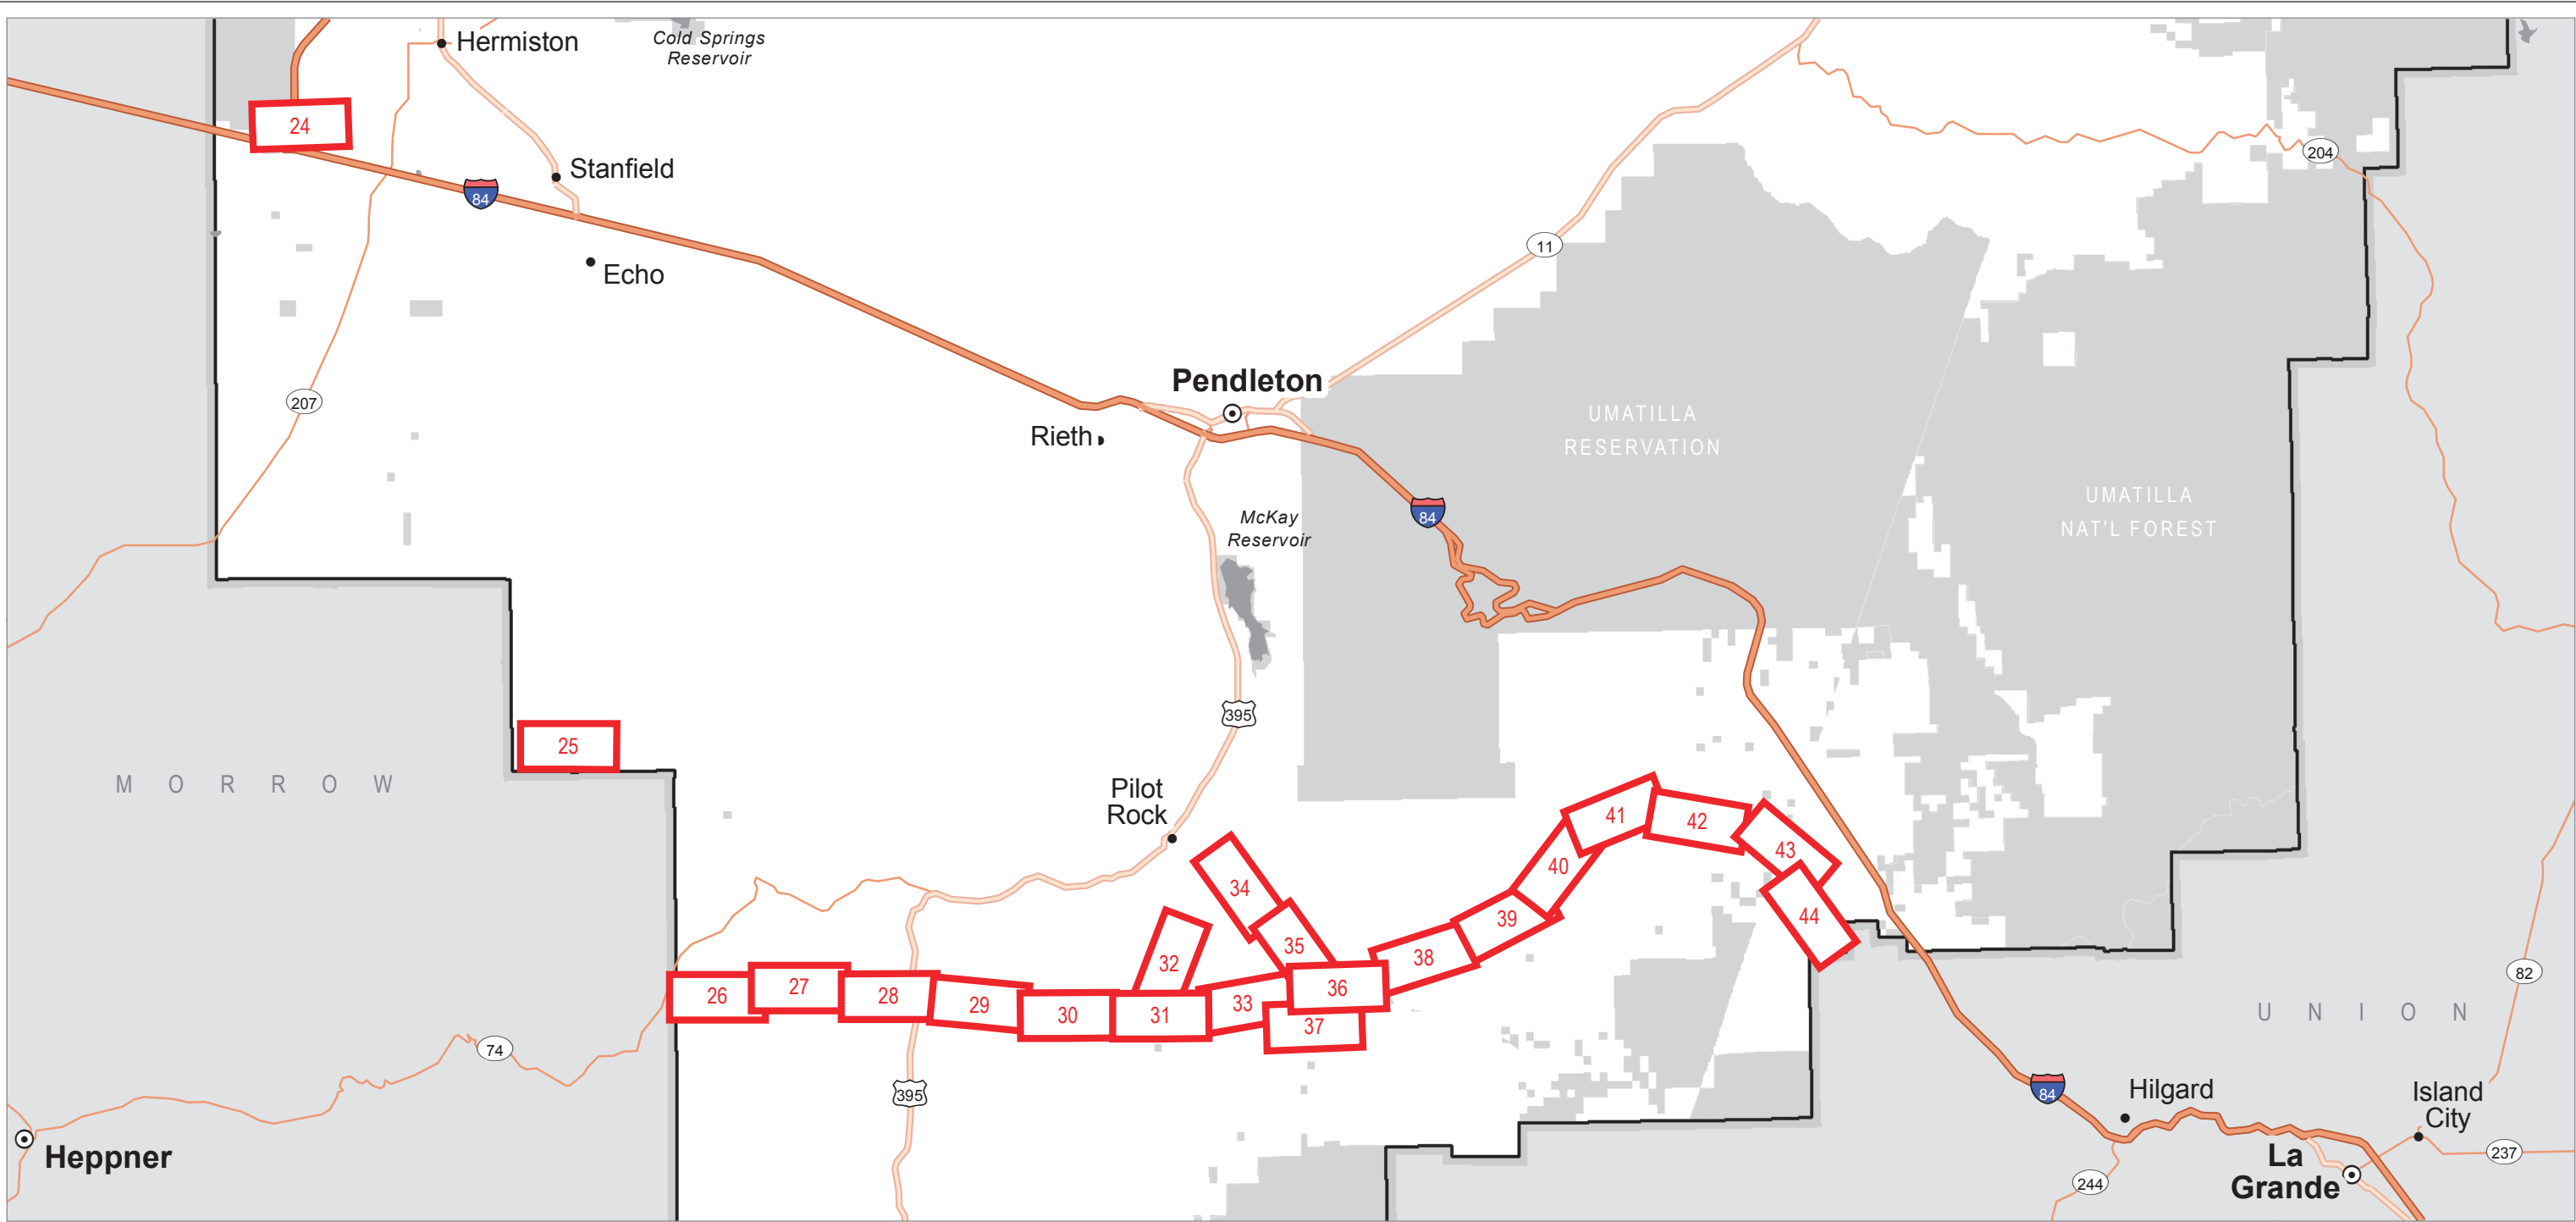 Hermiston
Cold Springs
Reservoir
24
Stanfield
84
204
11
Echo
Pendleton
207
Rieth
UMATILLA
RESERVATION
UMATILLA
NAT'L FOREST
84
McKay
Reservoir
395
25
MORROW
Pilot
Rock
41
42
43
40
34
44
39
35
38
32
26
27
28
29
30
31
33
36
37
82
UNION
74
395
84
Hilgard
Island
City
Heppner
La
Grande
237
244